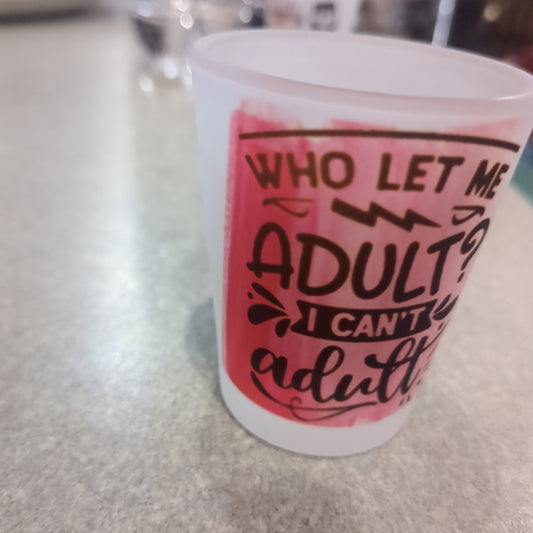 WHO LET ME
ADULT?
I CAN'T
adult.